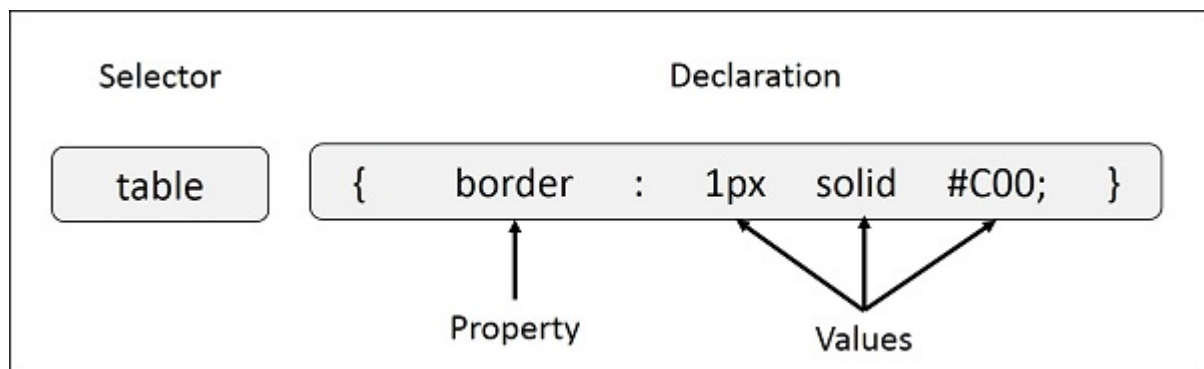 Selector Declaration
table { border : 1px solid #C00; }
Property Values